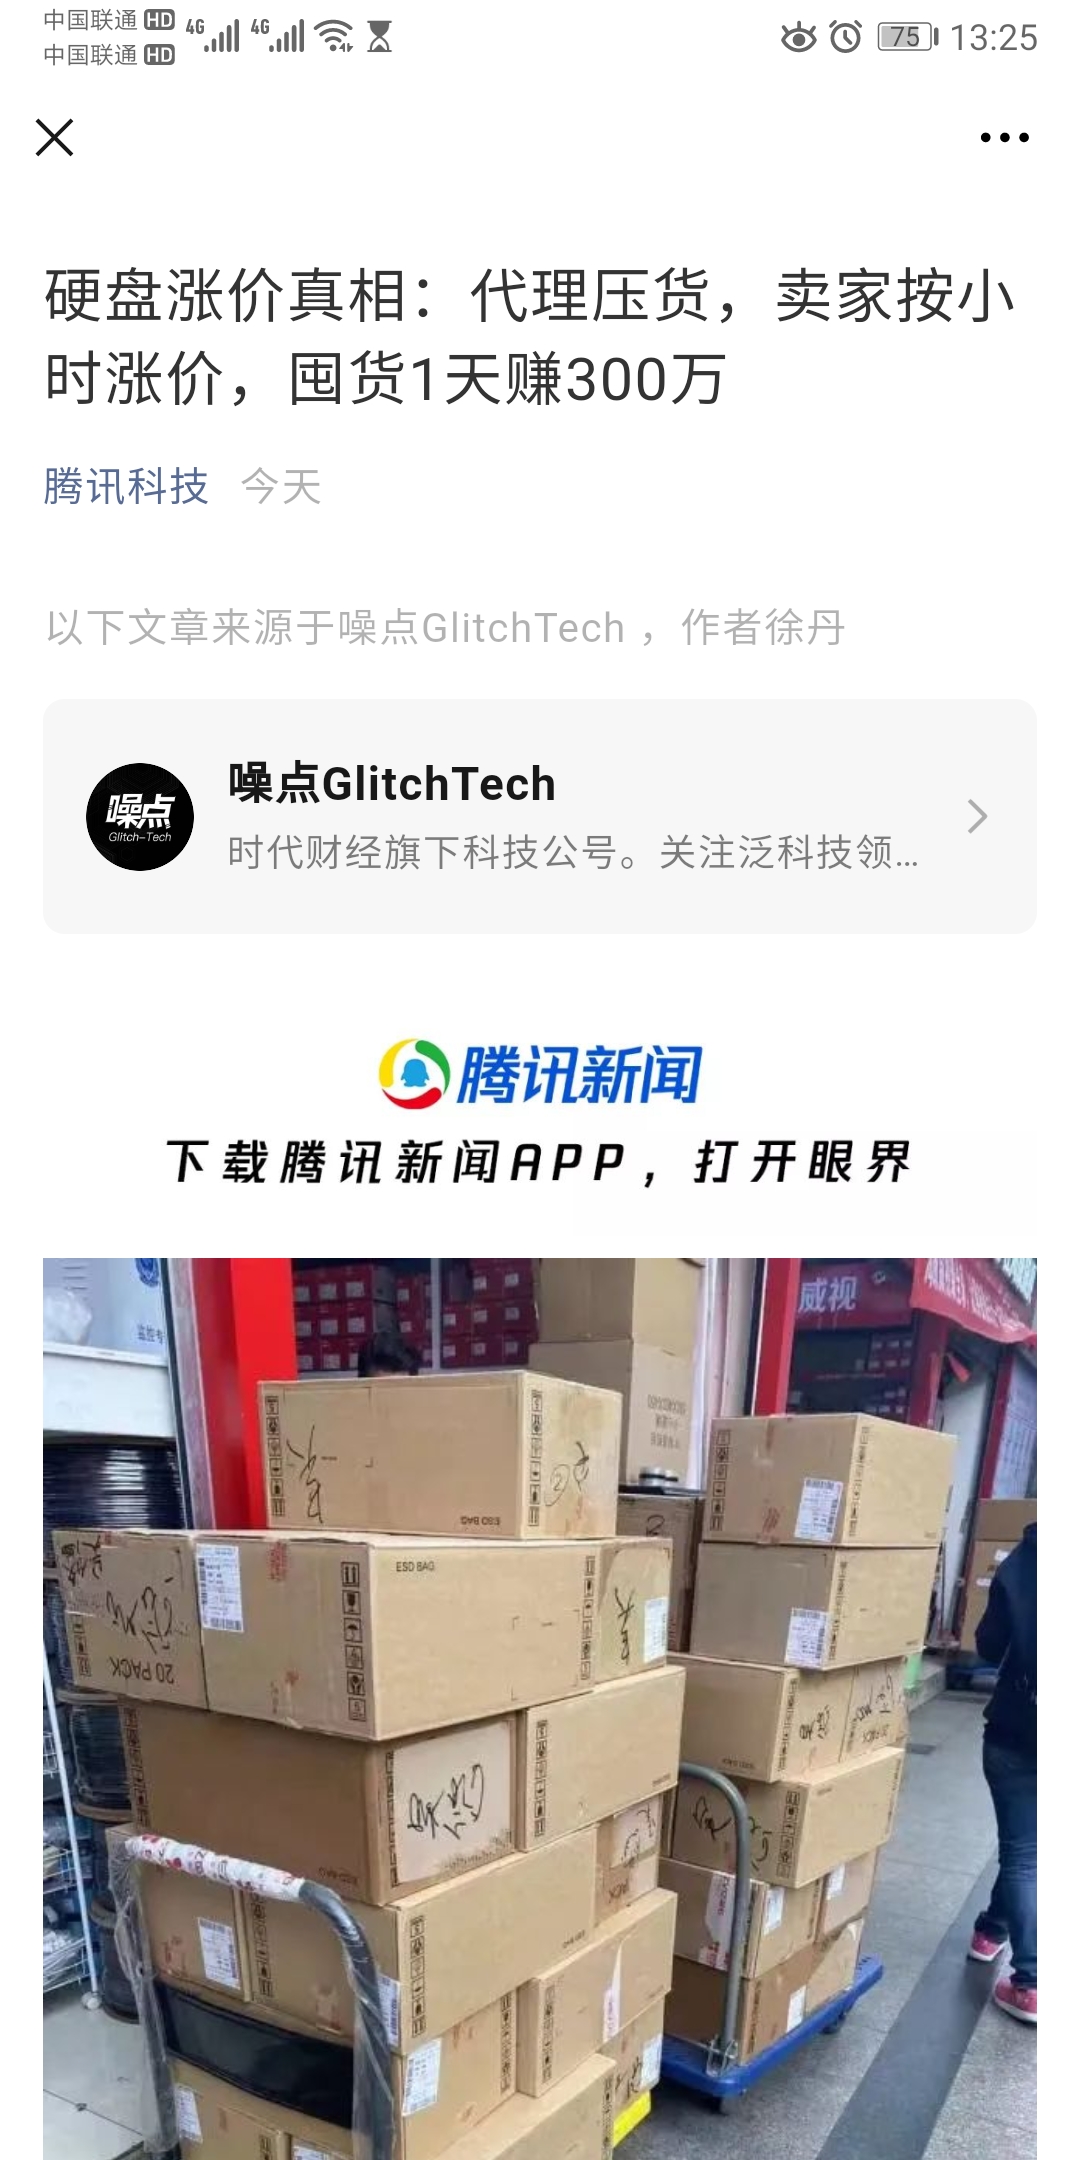 中国联通 HD 4G 4G 75 13:25
中国联通 HD
硬盘涨价真相：代理压货，卖家按小
时涨价，囤货1天赚300万
腾讯科技 今天
以下文章来源于噪点GlitchTech ，作者徐丹
噪点
Glitch-Tech
噪点GlitchTech
时代财经旗下科技公号。关注泛科技领...
腾讯新闻
下载腾讯新闻APP，打开眼界
威视
ESD BAG
ESD BAG
20 PACK